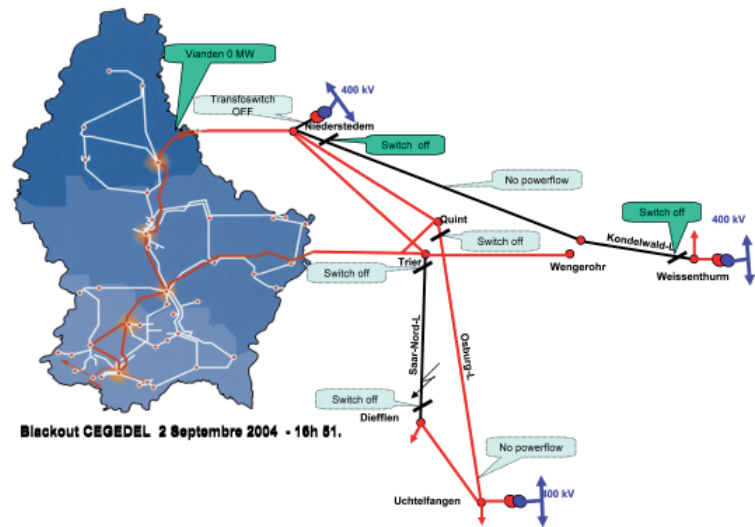 Vianden 0 MW
400 kV
Transfoswitch
OFF
Niederstedem
Switch off
No powerflow
Switch off
400 kV
Quint
Switch off
Kondelwald-L
Trier
Wengerohr
Weissenthurm
Switch off
Saar-Nord-L
Osburg-L
Switch off
Diefflen
Blackout CEGEDEL 2 Septembre 2004 - 16h 51.
No powerflow
Uchtelfangen
400 kV